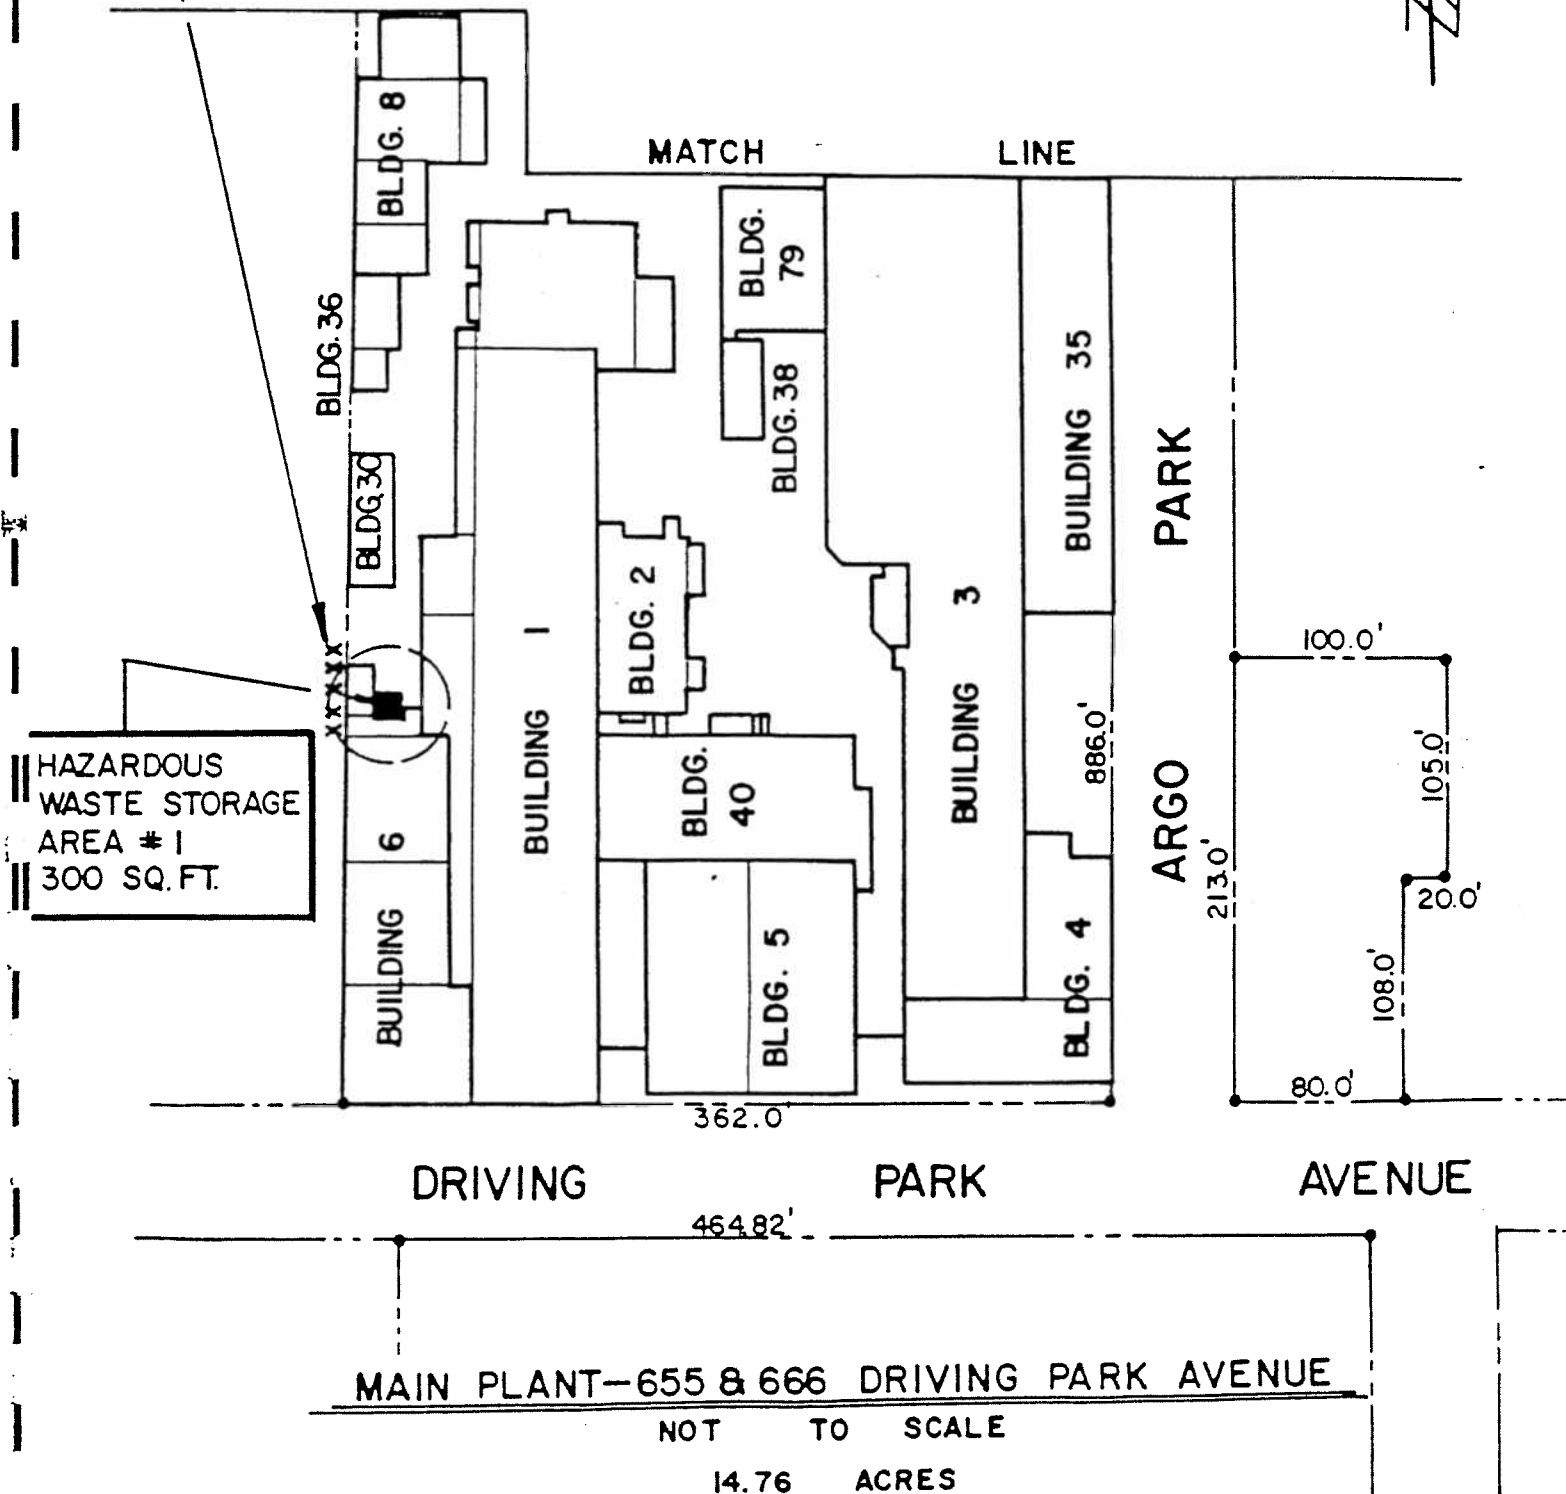 MATCH LINE
BLDG. 8
BLDG. 36
BLDG. 79
BLDG. 38
BUILDING 35
BLDG. 30
BUILDING 1
BLDG. 2
BUILDING 3
ARGO PARK
100.0'
105.0'
20.0'
108.0'
80.0'
213.0'
886.0'
HAZARDOUS
WASTE STORAGE
AREA # 1
300 SQ. FT.
BUILDING 6
BLDG. 40
BLDG. 5
BLDG. 4
362.0'
DRIVING PARK AVENUE
464.82'
MAIN PLANT-655 & 666 DRIVING PARK AVENUE
NOT TO SCALE
14.76 ACRES